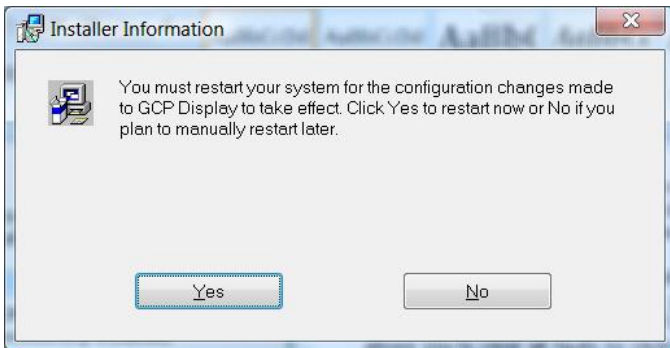 Installer Information
You must restart your system for the configuration changes made
to GCP Display to take effect. Click Yes to restart now or No if you
plan to manually restart later.
Yes
No